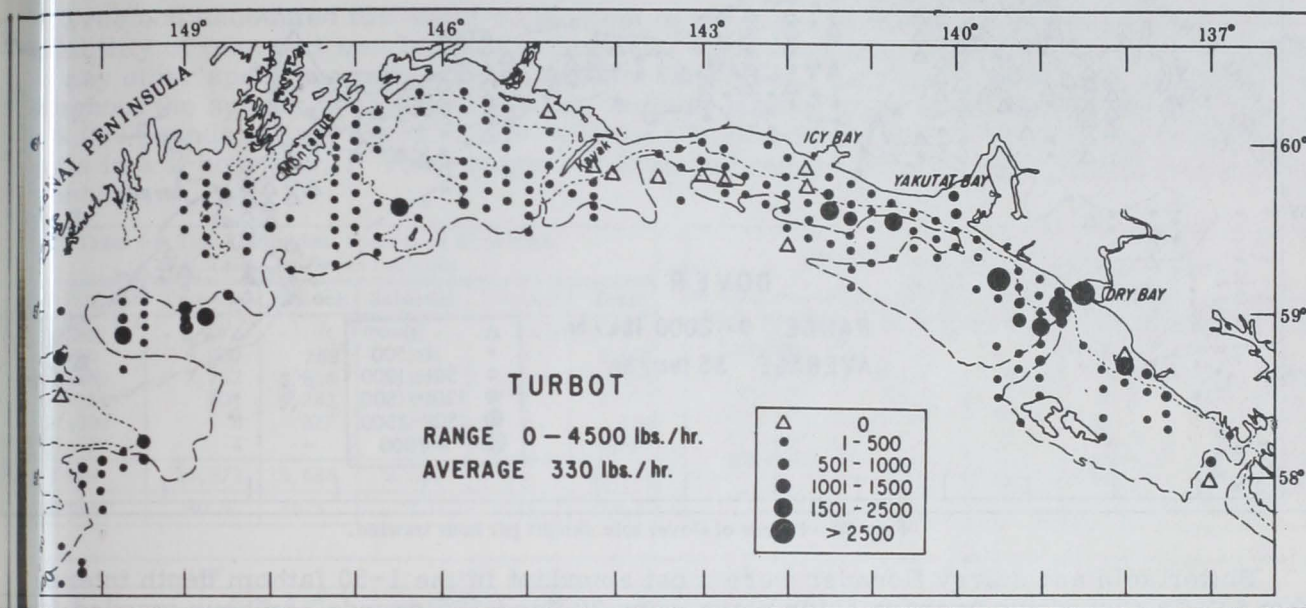 149° 146° 143° 140° 137°
PENINSULA
Montague
Kayak
ICY BAY
YAKUTAT BAY
60°
DRY BAY
59°
58°
TURBOT
RANGE 0 – 4500 lbs./hr.
AVERAGE 330 lbs./hr.
△ 0
• 1 - 500
• 501 - 1000
● 1001 - 1500
● 1501 - 2500
● > 2500